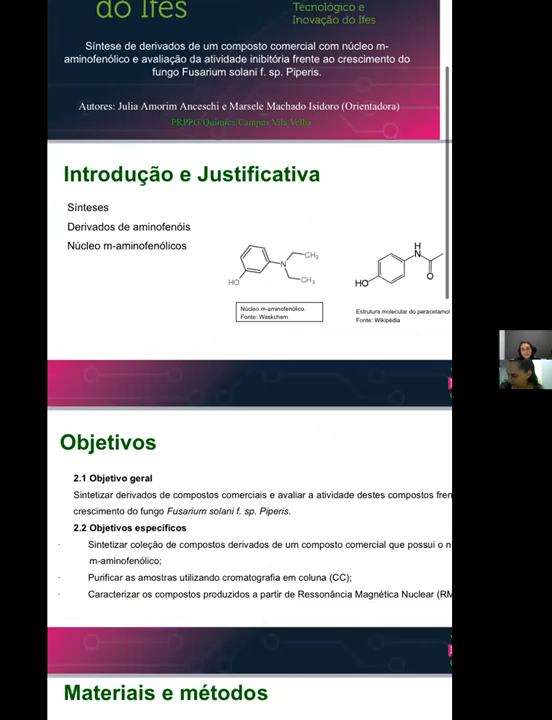 do Ifes
Tecnológico e
Inovação do Ifes
Síntese de derivados de um composto comercial com núcleo m-
aminofenólico e avaliação da atividade inibitória frente ao crescimento do
fungo Fusarium solani f. sp. Piperis.
Autores: Julia Amorim Anceschi e Marsele Machado Isidoro (Orientadora)
PRPPG/Química/Campus Vila Velha
Introdução e Justificativa
Sínteses
Derivados de aminofenóis
Núcleo m-aminofenólicos
HO
N
CH3
CH3
HO
H
N
O
Núcleo m-aminofenólico.
Fonte: Waskchem
Estrutura molecular do paracetamol
Fonte: Wikipédia
Objetivos
2.1 Objetivo geral
Sintetizar derivados de compostos comerciais e avaliar a atividade destes compostos fren
crescimento do fungo Fusarium solani f. sp. Piperis.
2.2 Objetivos específicos
· Sintetizar coleção de compostos derivados de um composto comercial que possui o n
m-aminofenólico;
· Purificar as amostras utilizando cromatografia em coluna (CC);
· Caracterizar os compostos produzidos a partir de Ressonância Magnética Nuclear (RM
Materiais e métodos